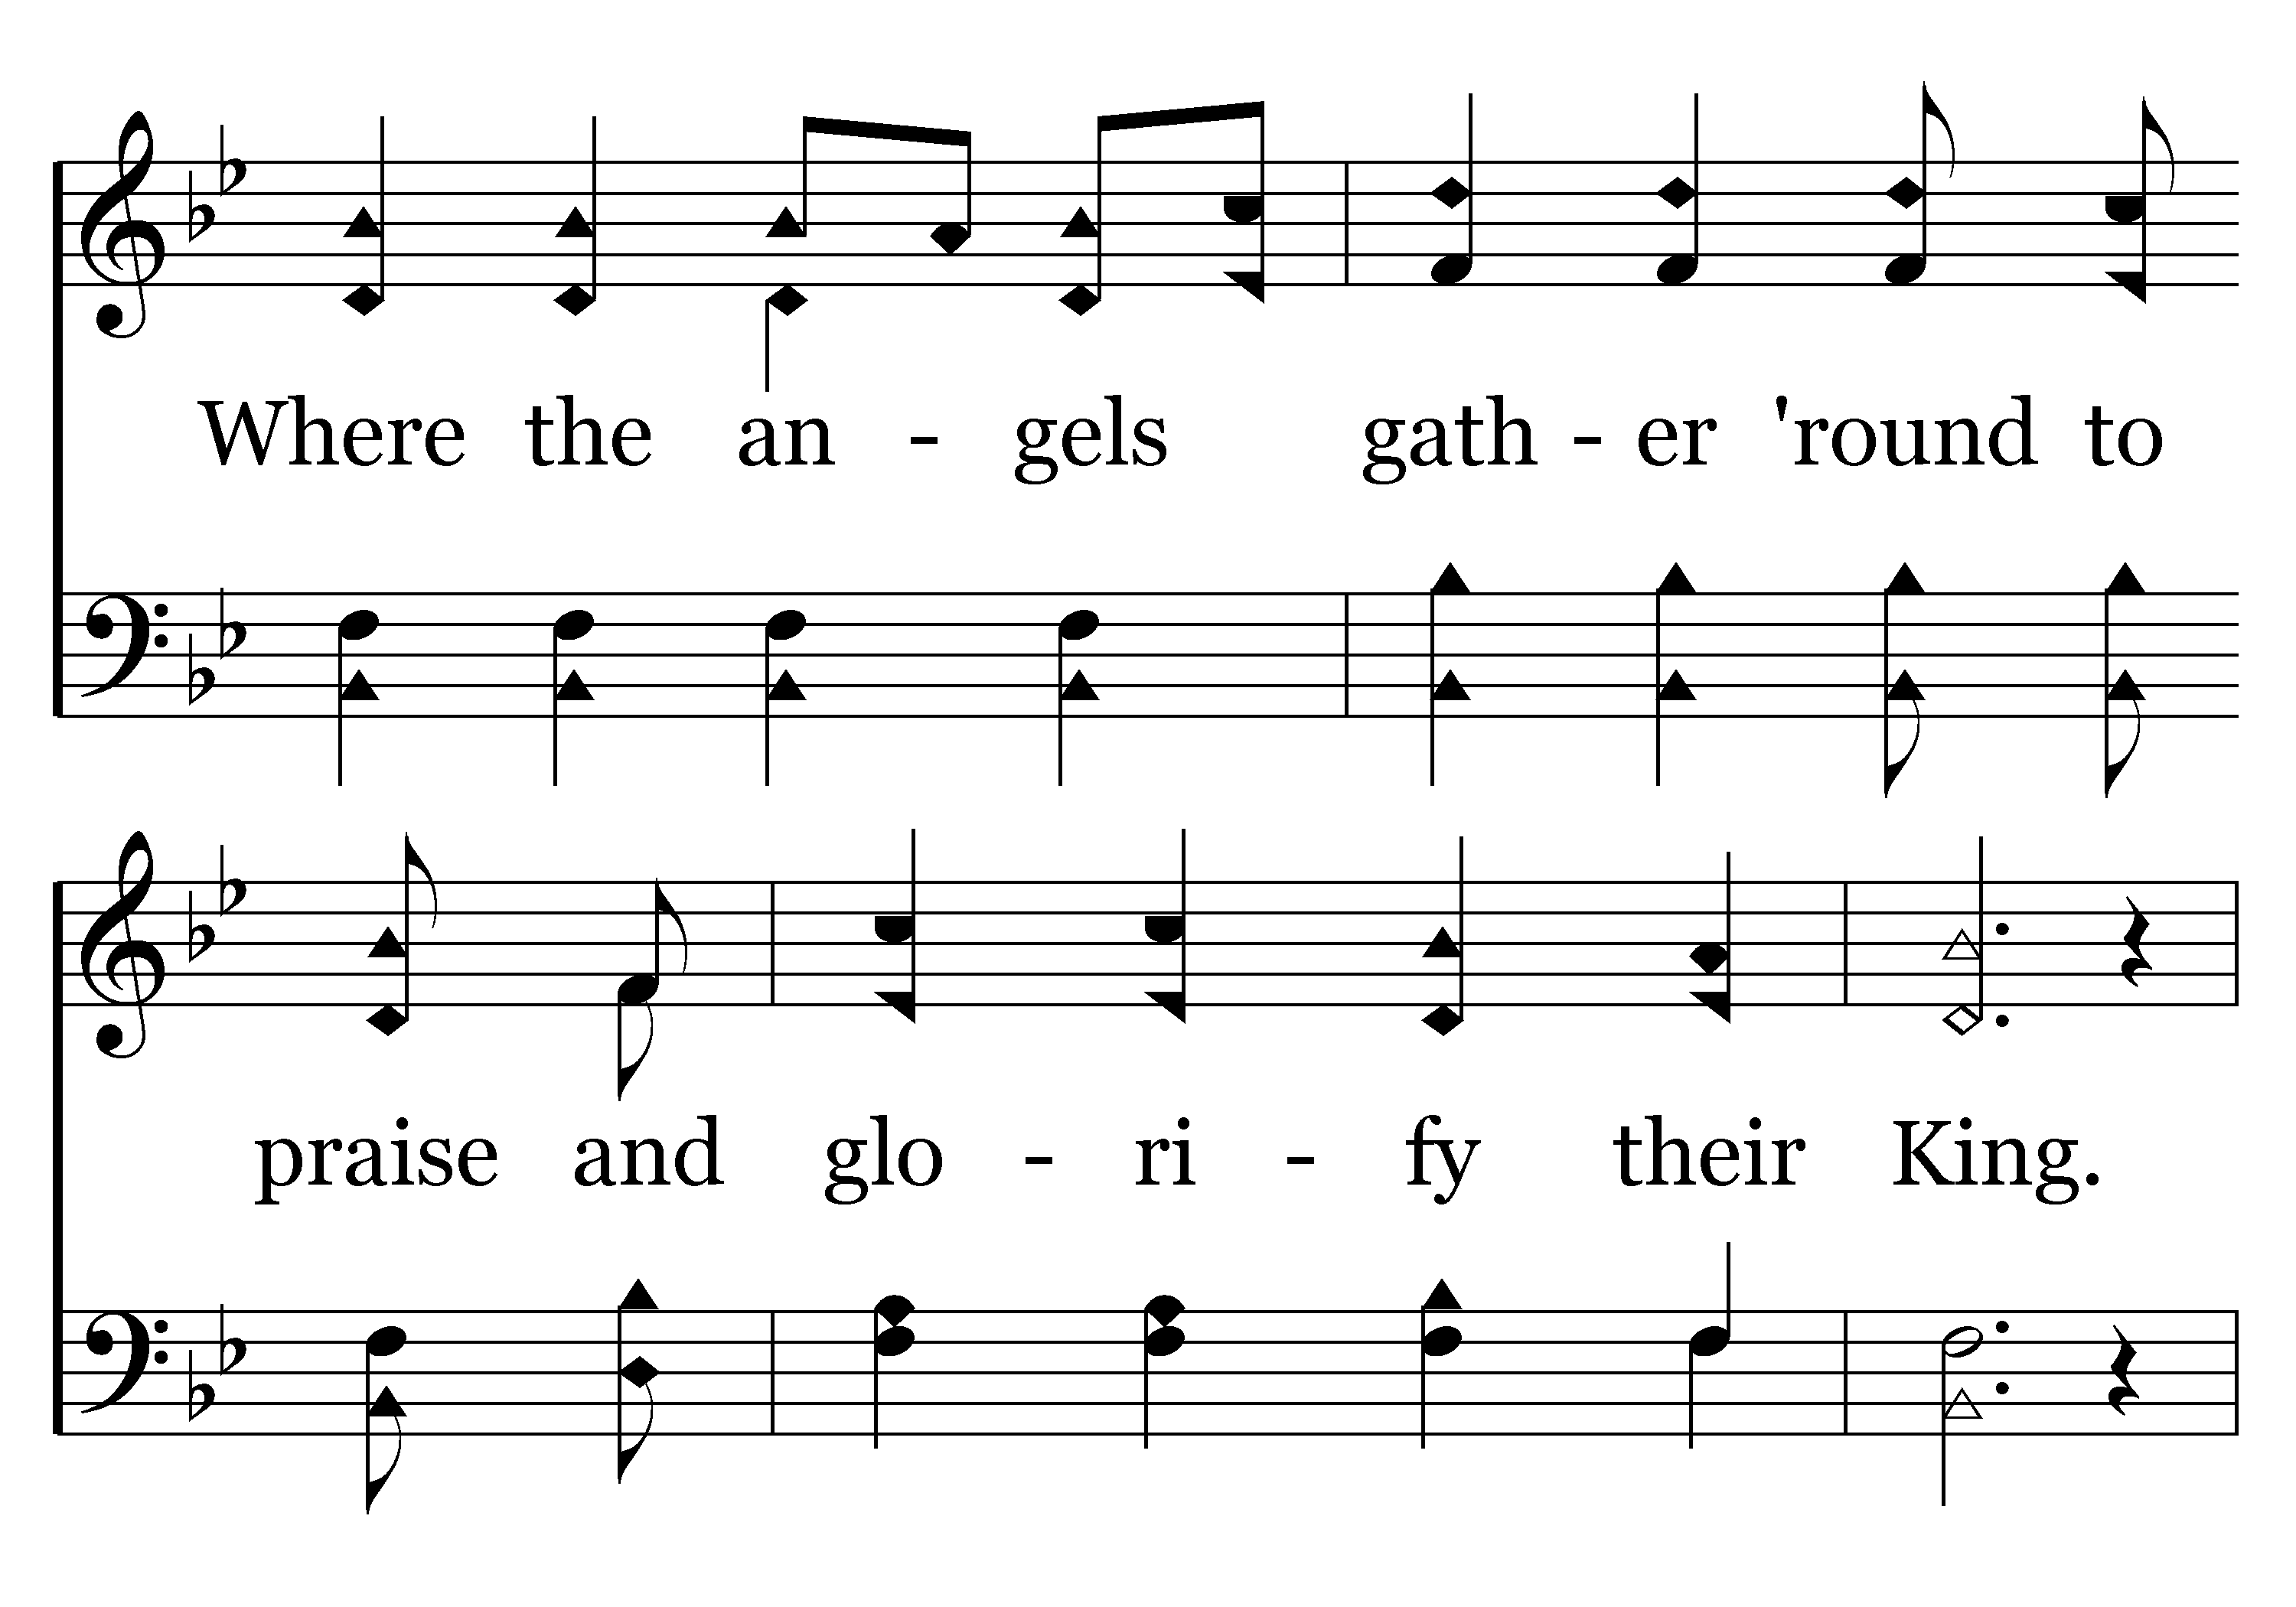 Where the an - gels gath - er 'round to
praise and glo - ri - fy their King.